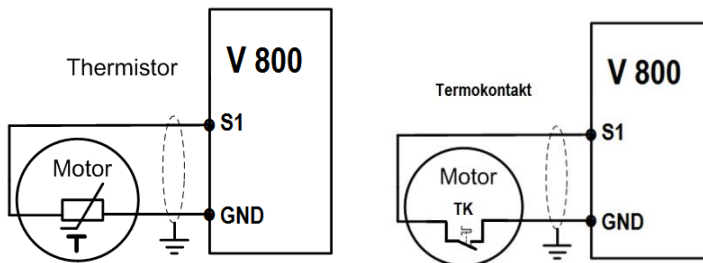 V 800
Thermistor
S1
Motor
T
GND
V 800
Termokontakt
S1
Motor
TK
GND